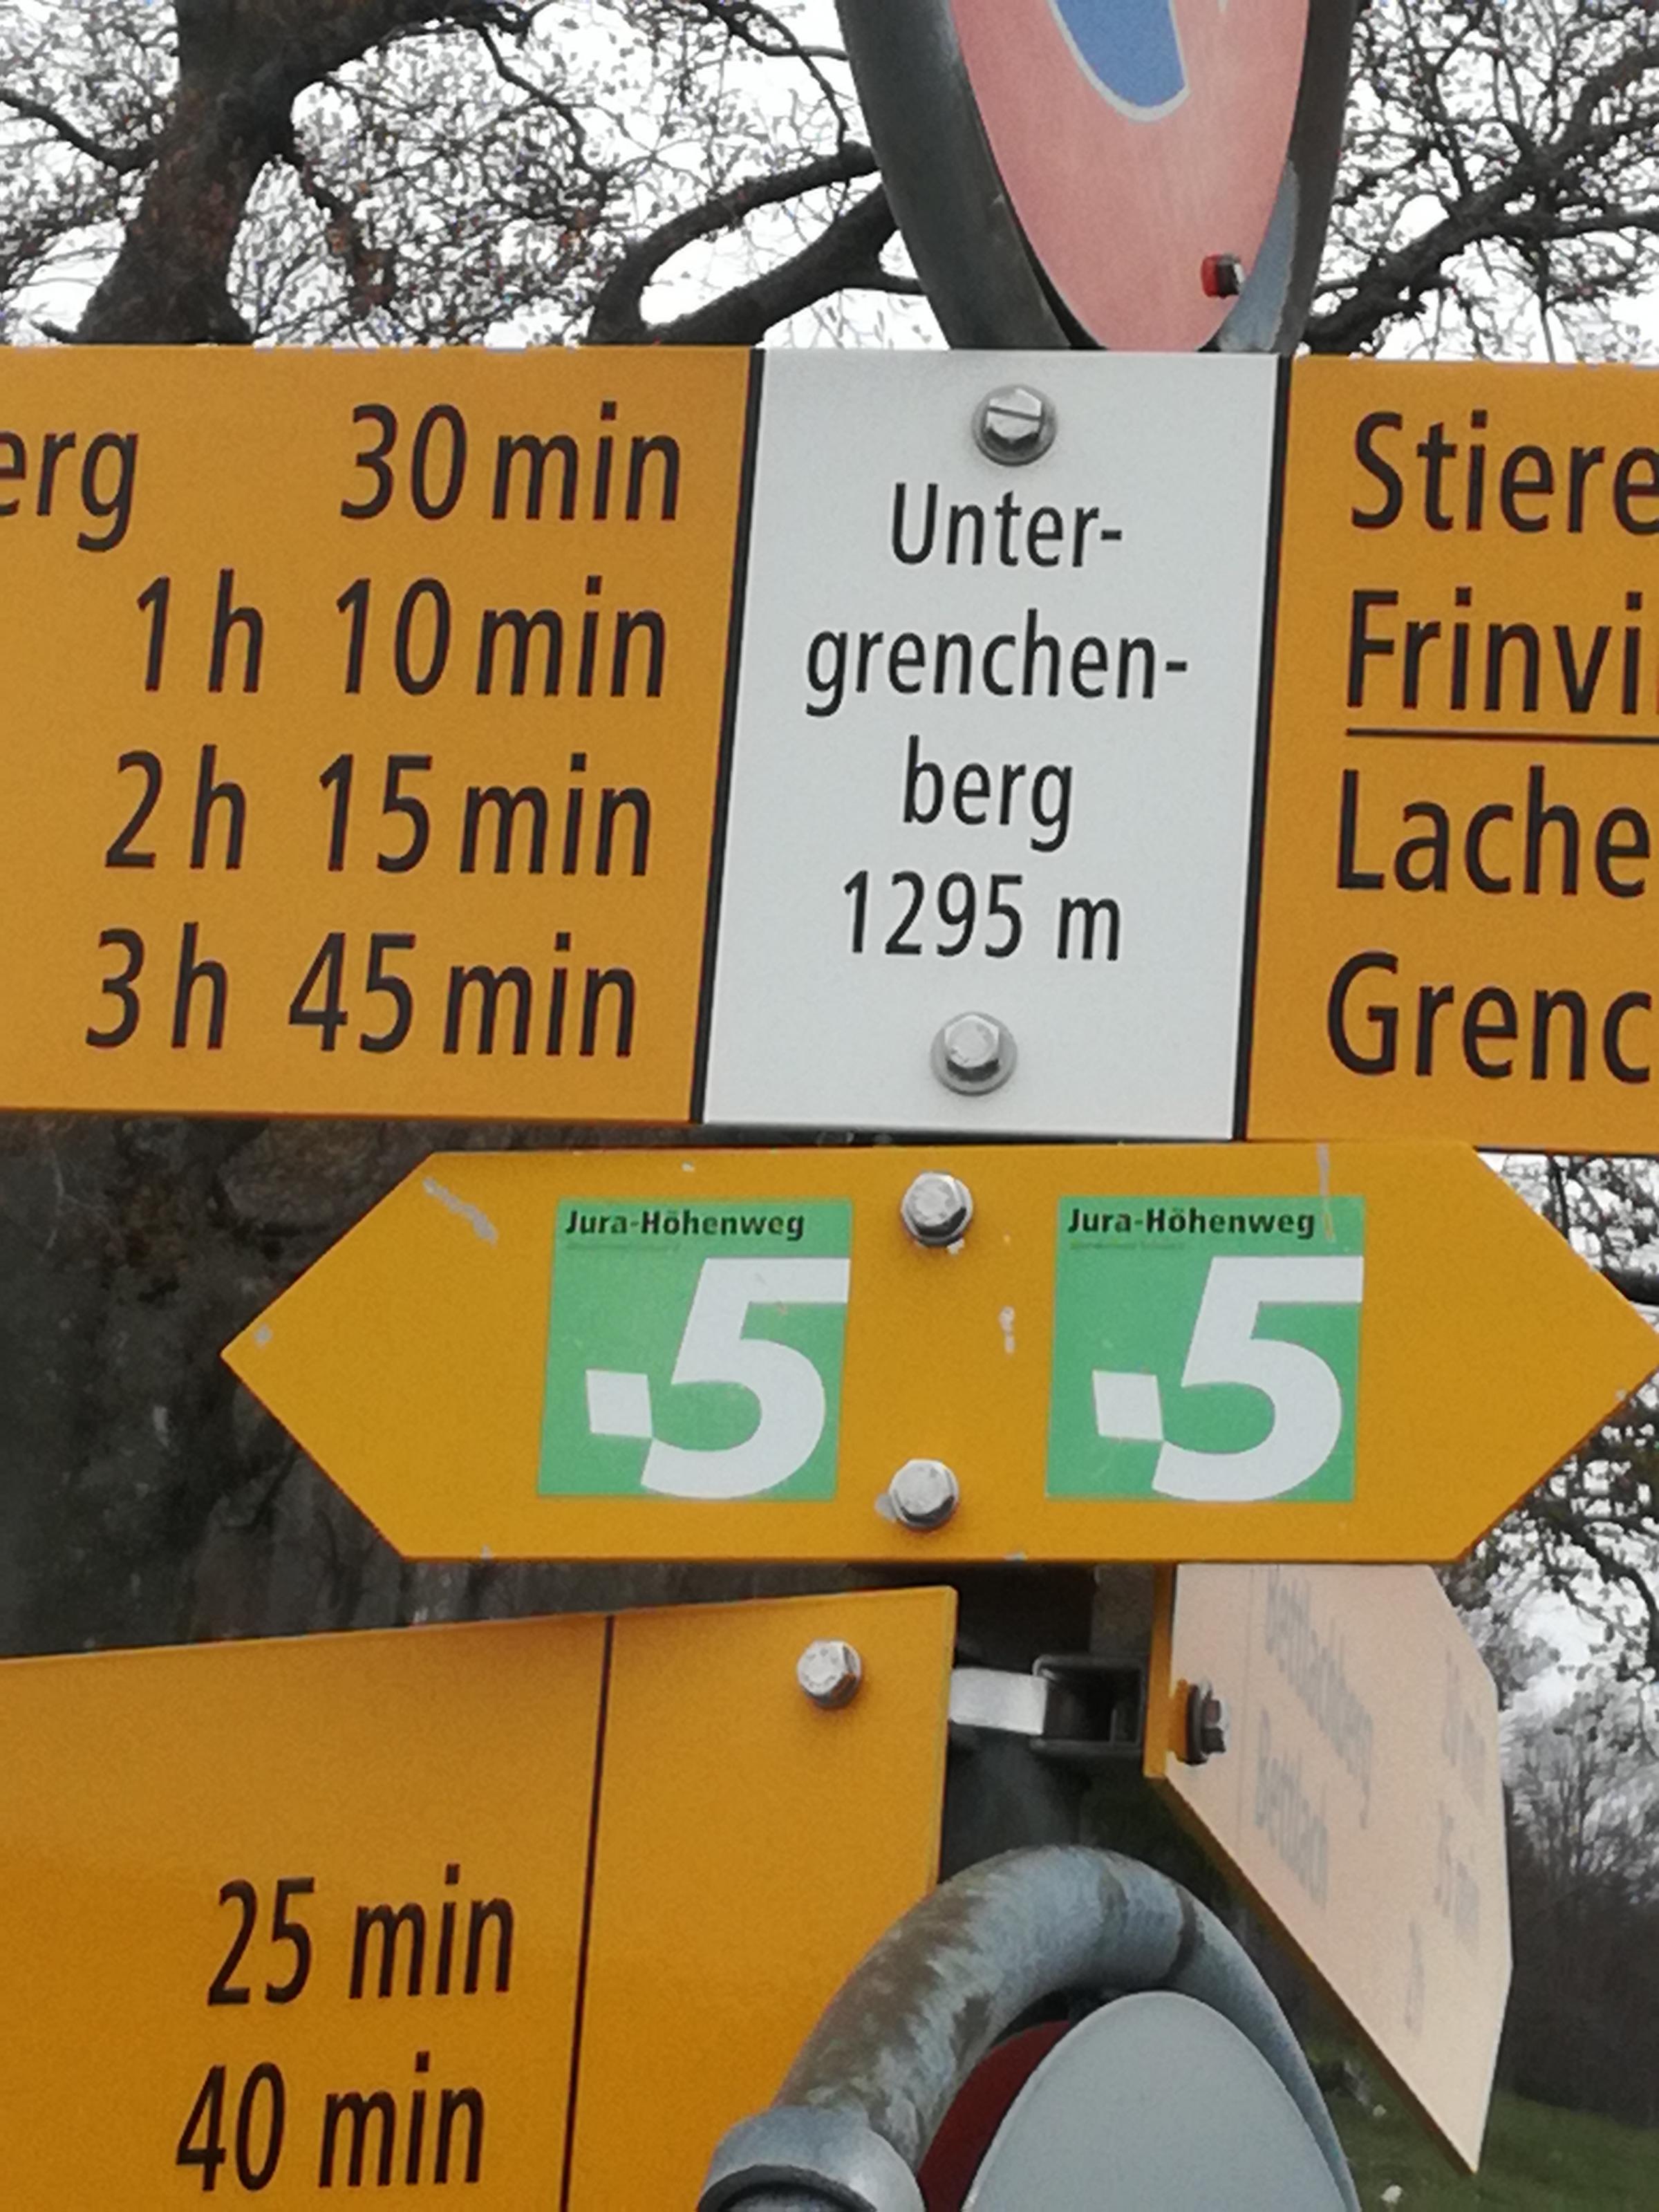 erg 30 min
1 h 10 min
2 h 15 min
3 h 45 min
Unter-
grenchen-
berg
1295 m
Stiere
Frinvi
Lache
Grenc
Jura-Höhenweg
5
Jura-Höhenweg
5
25 min
40 min